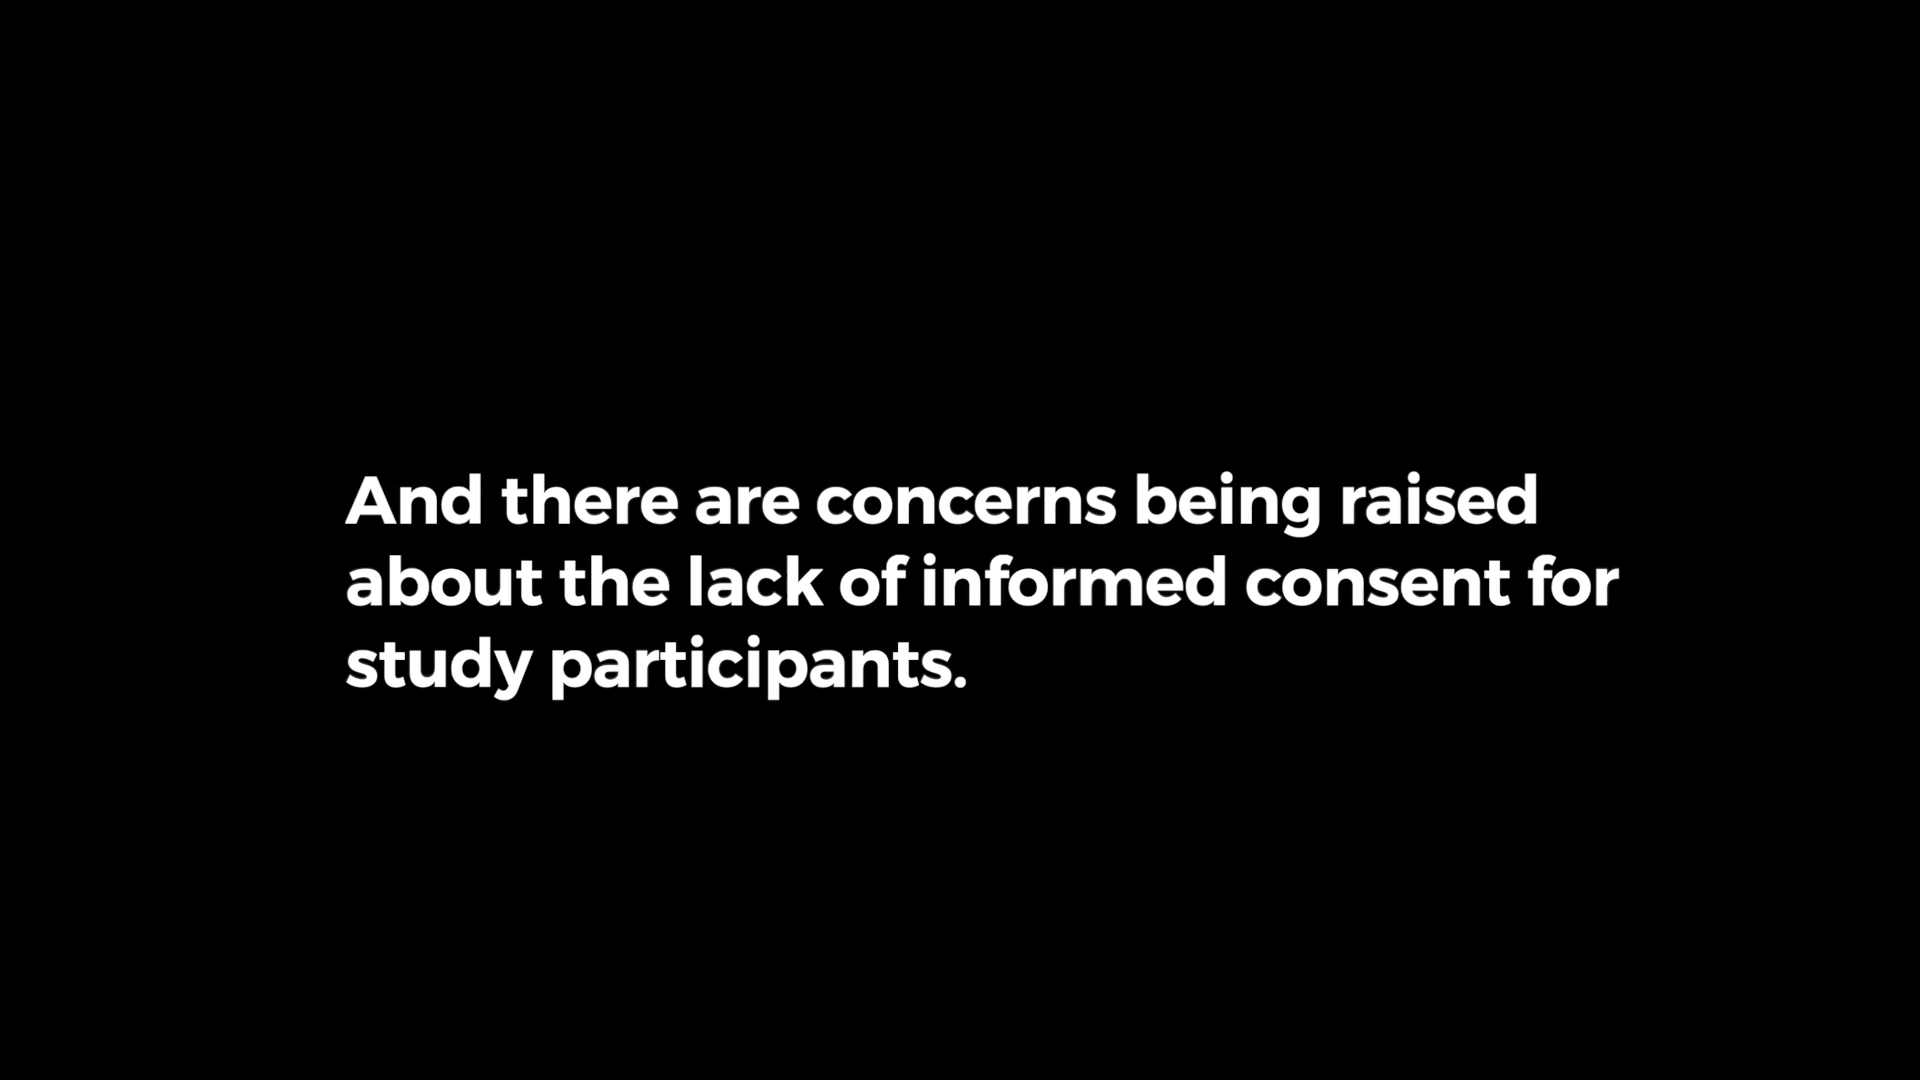 And there are concerns being raised
about the lack of informed consent for
study participants.